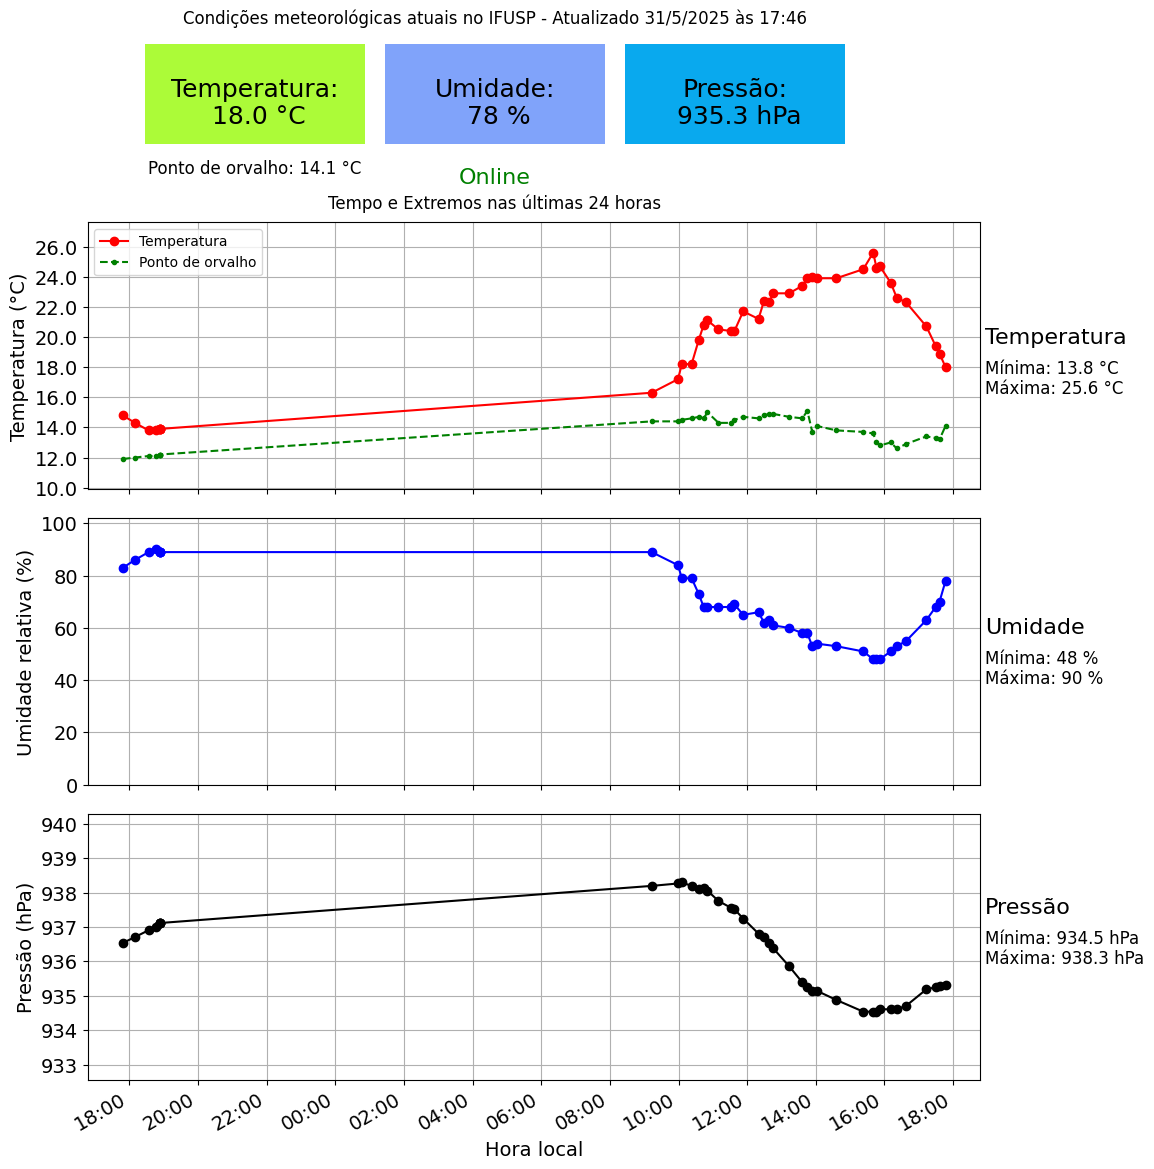 Condições meteorológicas atuais no IFUSP - Atualizado 31/5/2025 às 17:46
Temperatura:
18.0 °C
Umidade:
78 %
Pressão:
935.3 hPa
Ponto de orvalho: 14.1 °C
Online
Tempo e Extremos nas últimas 24 horas
Temperatura (°C)
26.0
24.0
22.0
20.0
18.0
16.0
14.0
12.0
10.0
Temperatura
Ponto de orvalho
Temperatura
Mínima: 13.8 °C
Máxima: 25.6 °C
Umidade relativa (%)
100
80
60
40
20
0
Umidade
Mínima: 48 %
Máxima: 90 %
Pressão (hPa)
940
939
938
937
936
935
934
933
Pressão
Mínima: 934.5 hPa
Máxima: 938.3 hPa
18:00 20:00 22:00 00:00 02:00 04:00 06:00 08:00 10:00 12:00 14:00 16:00 18:00
Hora local